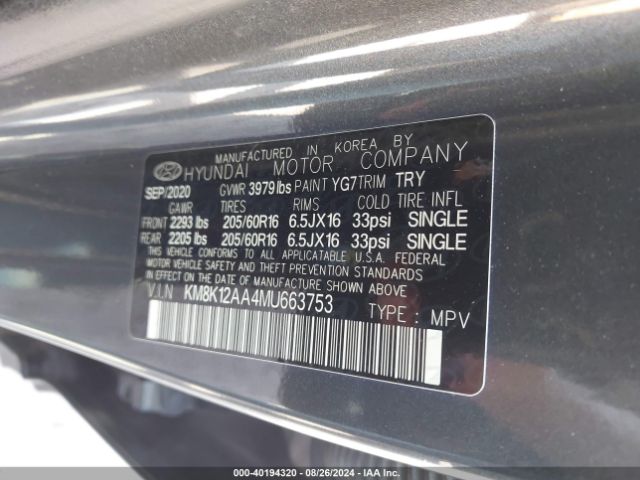 MANUFACTURED IN KOREA BY
HYUNDAI MOTOR COMPANY
SEP/2020 GVWR 3979 lbs PAINT YG7 TRIM TRY
GAWR TIRES RIMS COLD TIRE INFL
FRONT 2293 lbs 205/60R16 6.5JX16 33psi SINGLE
REAR 2205 lbs 205/60R16 6.5JX16 33psi SINGLE
THIS VEHICLE CONFORMS TO ALL APPLICABLE U.S.A. FEDERAL
MOTOR VEHICLE SAFETY AND THEFT PREVENTION STANDARDS
IN EFFECT ON THE DATE OF MANUFACTURE SHOWN ABOVE.
V.I.N KM8K12AA4MU663753 TYPE : MPV
000-40194320 - 08/26/2024 - IAA Inc.